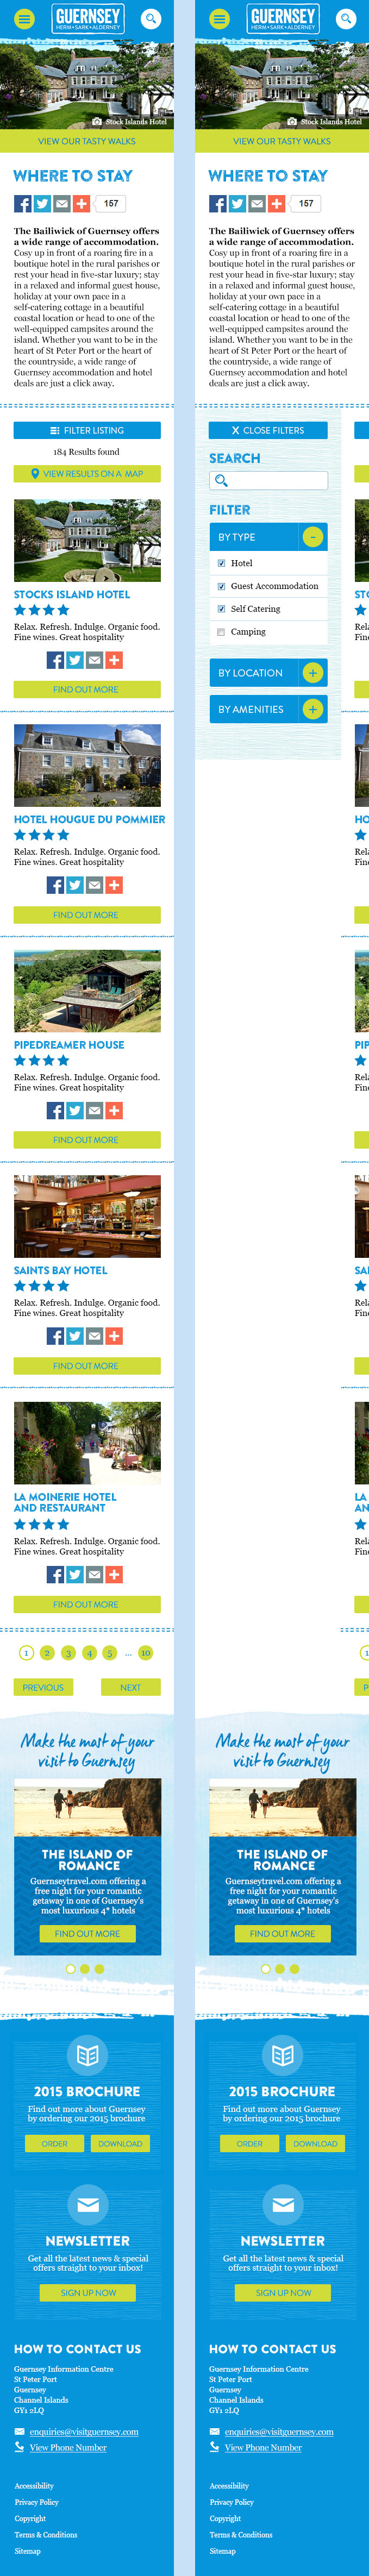 GUERNSEY
HERM • SARK • ALDERNEY
Stock Islands Hotel
VIEW OUR TASTY WALKS
WHERE TO STAY
157
The Bailiwick of Guernsey offers
a wide range of accommodation.
Cosy up in front of a roaring fire in a
boutique hotel in the rural parishes or
rest your head in five-star luxury; stay
in a relaxed and informal guest house,
holiday at your own pace in a
self-catering cottage in a beautiful
coastal location or head to one of the
well-equipped campsites around the
island. Whether you want to be in the
heart of St Peter Port or the heart of
the countryside, a wide range of
Guernsey accommodation and hotel
deals are just a click away.
FILTER LISTING
184 Results found
VIEW RESULTS ON A MAP
STOCKS ISLAND HOTEL
Relax. Refresh. Indulge. Organic food.
Fine wines. Great hospitality
FIND OUT MORE
HOTEL HOUGUE DU POMMIER
Relax. Refresh. Indulge. Organic food.
Fine wines. Great hospitality
FIND OUT MORE
PIPEDREAMER HOUSE
Relax. Refresh. Indulge. Organic food.
Fine wines. Great hospitality
FIND OUT MORE
SAINTS BAY HOTEL
Relax. Refresh. Indulge. Organic food.
Fine wines. Great hospitality
FIND OUT MORE
LA MOINERIE HOTEL
AND RESTAURANT
Relax. Refresh. Indulge. Organic food.
Fine wines. Great hospitality
FIND OUT MORE
1 2 3 4 5 ... 10
PREVIOUS NEXT
Make the most of your
visit to Guernsey
THE ISLAND OF
ROMANCE
Guernseytravel.com offering a
free night for your romantic
getaway in one of Guernsey's
most luxurious 4* hotels
FIND OUT MORE
2015 BROCHURE
Find out more about Guernsey
by ordering our 2015 brochure
ORDER DOWNLOAD
NEWSLETTER
Get all the latest news & special
offers straight to your inbox!
SIGN UP NOW
HOW TO CONTACT US
Guernsey Information Centre
St Peter Port
Guernsey
Channel Islands
GY1 2LQ
enquiries@visitguernsey.com
View Phone Number
Accessibility
Privacy Policy
Copyright
Terms & Conditions
Sitemap
GUERNSEY
HERM • SARK • ALDERNEY
Stock Islands Hotel
VIEW OUR TASTY WALKS
WHERE TO STAY
157
The Bailiwick of Guernsey offers
a wide range of accommodation.
Cosy up in front of a roaring fire in a
boutique hotel in the rural parishes or
rest your head in five-star luxury; stay
in a relaxed and informal guest house,
holiday at your own pace in a
self-catering cottage in a beautiful
coastal location or head to one of the
well-equipped campsites around the
island. Whether you want to be in the
heart of St Peter Port or the heart of
the countryside, a wide range of
Guernsey accommodation and hotel
deals are just a click away.
X CLOSE FILTERS
SEARCH
FILTER
BY TYPE -
Hotel
Guest Accommodation
Self Catering
Camping
BY LOCATION +
BY AMENITIES +
STO
Rela
Fine
HO
Rela
Fine
PIP
Rela
Fine
SAI
Rela
Fine
LA
AN
Rela
Fine
1
P
Make the most of your
visit to Guernsey
THE ISLAND OF
ROMANCE
Guernseytravel.com offering a
free night for your romantic
getaway in one of Guernsey's
most luxurious 4* hotels
FIND OUT MORE
2015 BROCHURE
Find out more about Guernsey
by ordering our 2015 brochure
ORDER DOWNLOAD
NEWSLETTER
Get all the latest news & special
offers straight to your inbox!
SIGN UP NOW
HOW TO CONTACT US
Guernsey Information Centre
St Peter Port
Guernsey
Channel Islands
GY1 2LQ
enquiries@visitguernsey.com
View Phone Number
Accessibility
Privacy Policy
Copyright
Terms & Conditions
Sitemap